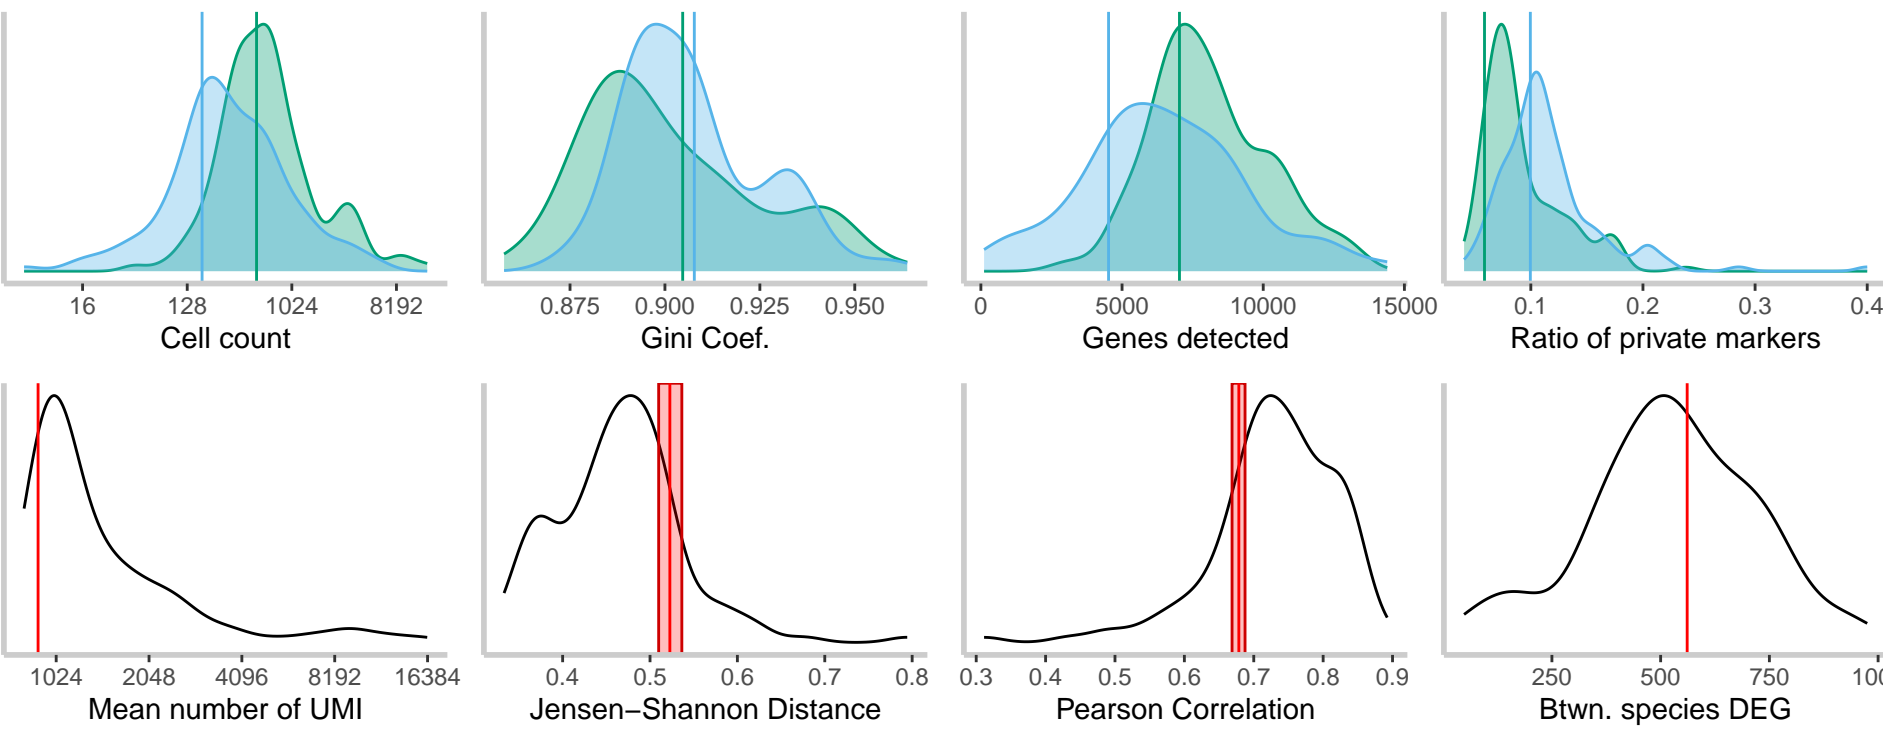 16 128 1024 8192
Cell count
0.875 0.900 0.925 0.950
Gini Coef.
0 5000 10000 15000
Genes detected
0.1 0.2 0.3 0.4
Ratio of private markers
1024 2048 4096 8192 16384
Mean number of UMI
0.4 0.5 0.6 0.7 0.8
Jensen−Shannon Distance
0.3 0.4 0.5 0.6 0.7 0.8 0.9
Pearson Correlation
250 500 750 100
Btwn. species DEG